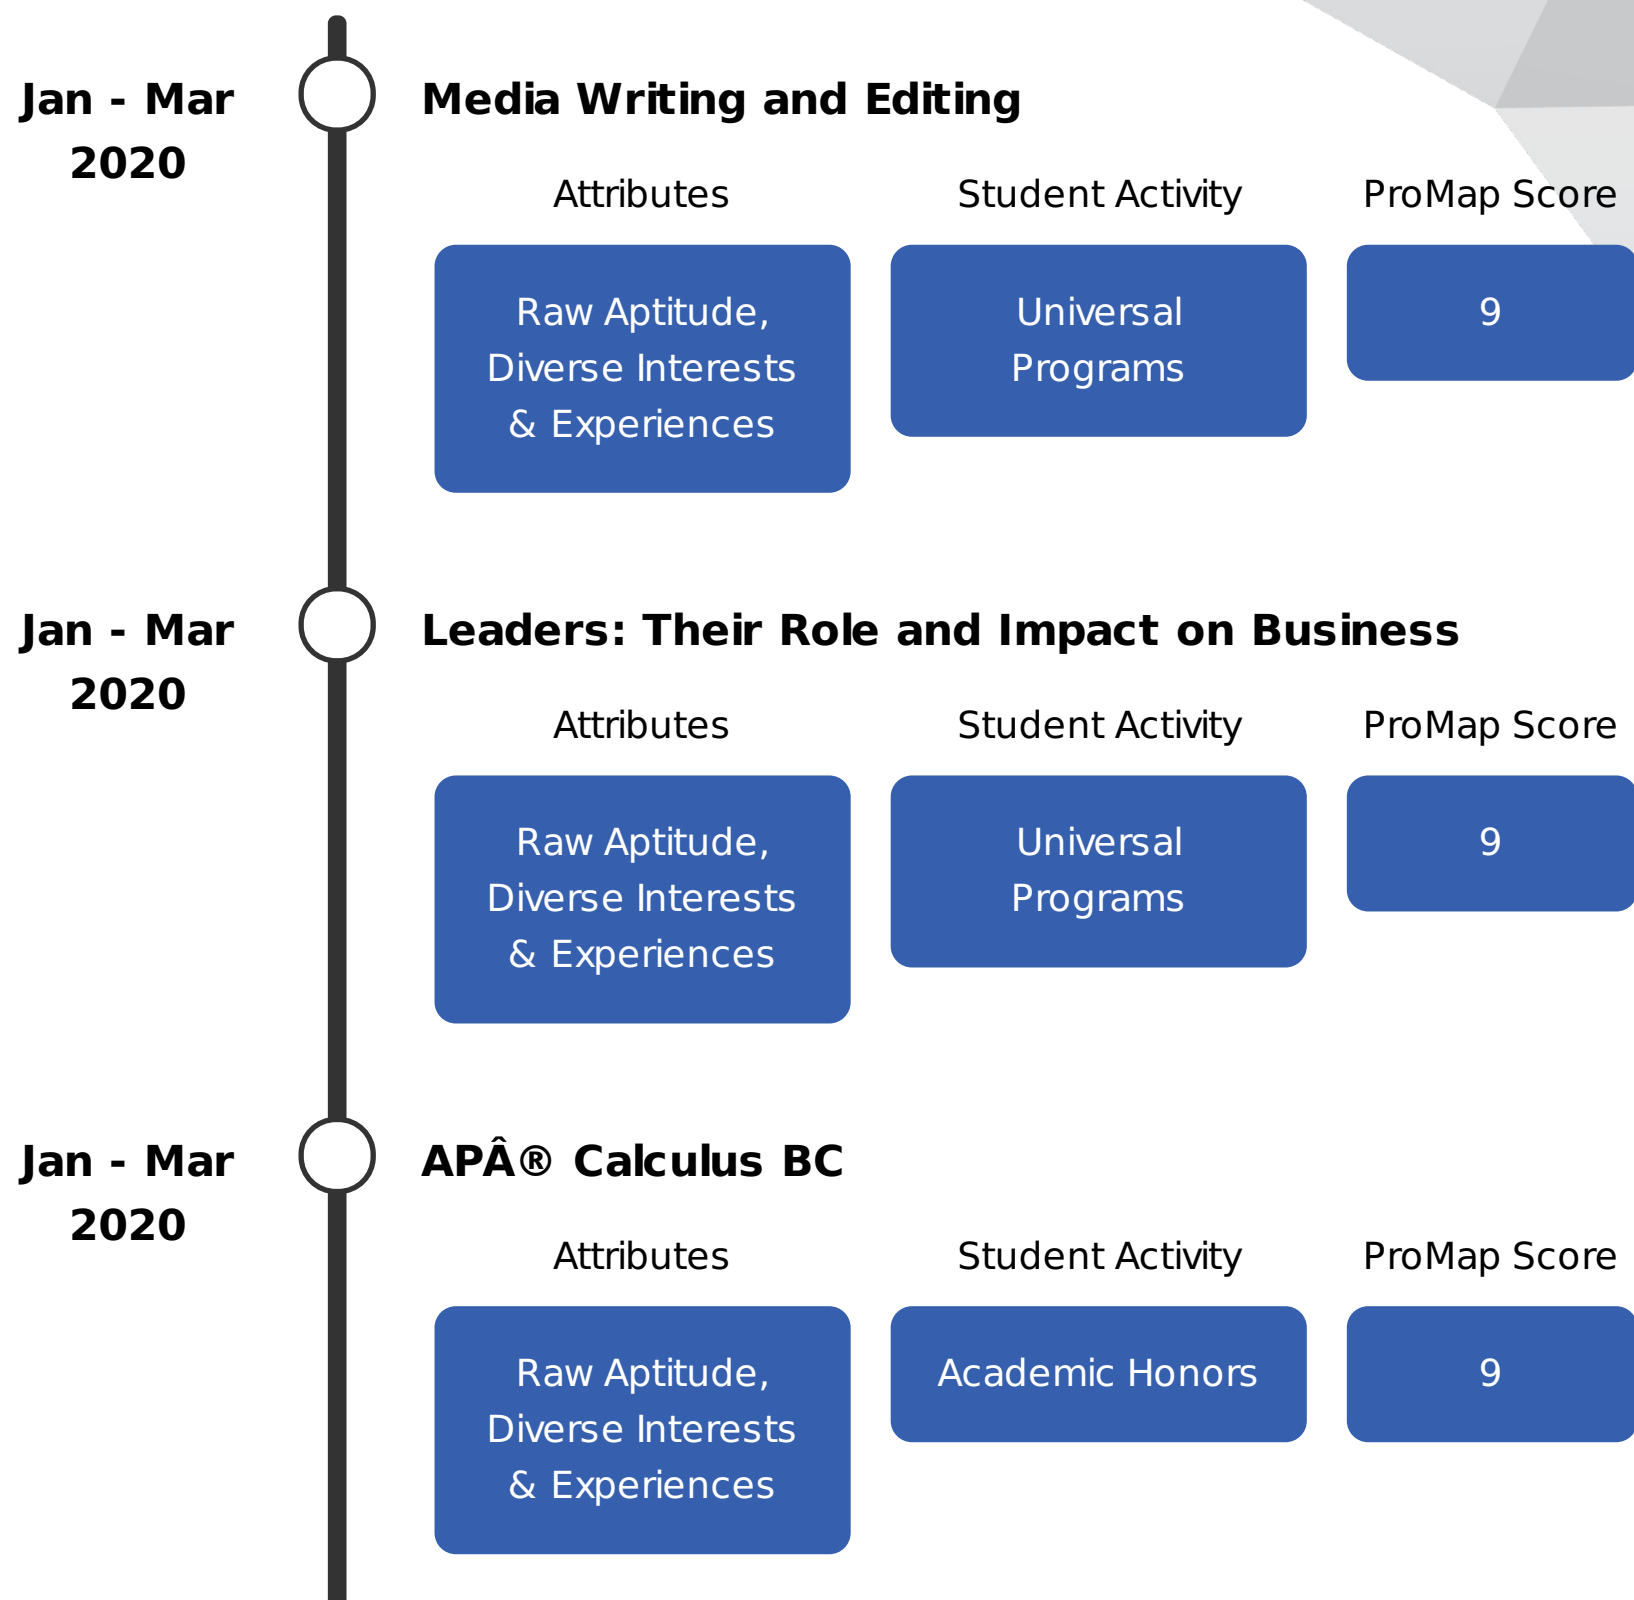 Jan - Mar
2020
Media Writing and Editing
Attributes
Student Activity
ProMap Score
Raw Aptitude,
Diverse Interests
& Experiences
Universal
Programs
9
Jan - Mar
2020
Leaders: Their Role and Impact on Business
Attributes
Student Activity
ProMap Score
Raw Aptitude,
Diverse Interests
& Experiences
Universal
Programs
9
Jan - Mar
2020
APÂ® Calculus BC
Attributes
Student Activity
ProMap Score
Raw Aptitude,
Diverse Interests
& Experiences
Academic Honors
9